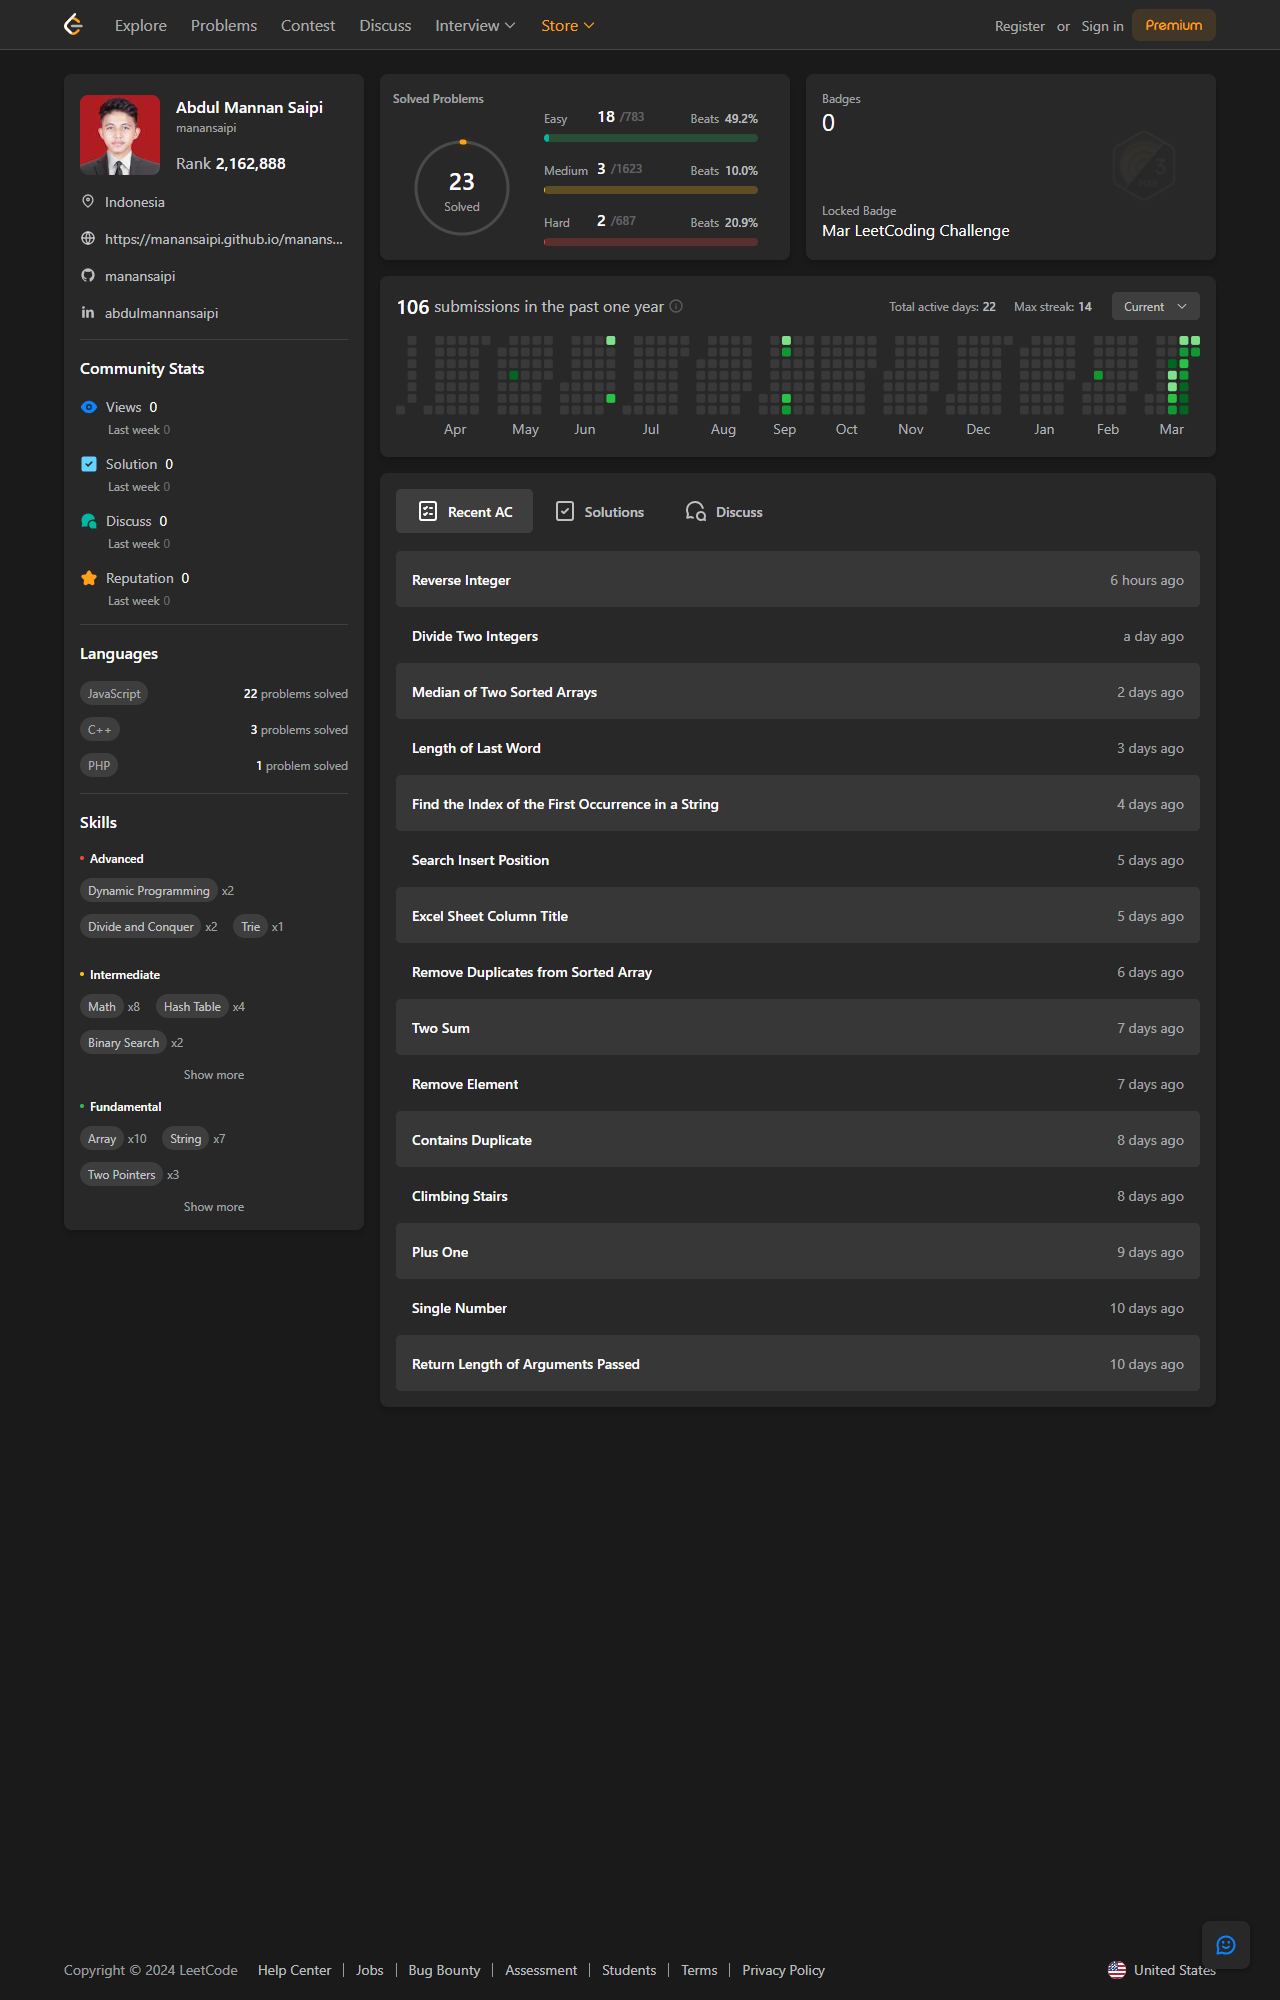 Explore Problems Contest Discuss Interview Store Register or Sign in Premium
Abdul Mannan Saipi
manansaipi
Rank 2,162,888
Indonesia
https://manansaipi.github.io/manans...
manansaipi
abdulmannansaipi
Community Stats
Views 0
Last week 0
Solution 0
Last week 0
Discuss 0
Last week 0
Reputation 0
Last week 0
Languages
JavaScript 22 problems solved
C++ 3 problems solved
PHP 1 problem solved
Skills
Advanced
Dynamic Programming x2
Divide and Conquer x2 Trie x1
Intermediate
Math x8 Hash Table x4
Binary Search x2
Show more
Fundamental
Array x10 String x7
Two Pointers x3
Show more
Solved Problems
23
Solved
Easy 18 /783 Beats 49.2%
Medium 3 /1623 Beats 10.0%
Hard 2 /687 Beats 20.9%
Badges
0
Locked Badge
Mar LeetCoding Challenge
106 submissions in the past one year Total active days: 22 Max streak: 14 Current
Apr May Jun Jul Aug Sep Oct Nov Dec Jan Feb Mar
Recent AC Solutions Discuss
Reverse Integer 6 hours ago
Divide Two Integers a day ago
Median of Two Sorted Arrays 2 days ago
Length of Last Word 3 days ago
Find the Index of the First Occurrence in a String 4 days ago
Search Insert Position 5 days ago
Excel Sheet Column Title 5 days ago
Remove Duplicates from Sorted Array 6 days ago
Two Sum 7 days ago
Remove Element 7 days ago
Contains Duplicate 8 days ago
Climbing Stairs 8 days ago
Plus One 9 days ago
Single Number 10 days ago
Return Length of Arguments Passed 10 days ago
Copyright © 2024 LeetCode Help Center | Jobs | Bug Bounty | Assessment | Students | Terms | Privacy Policy United States